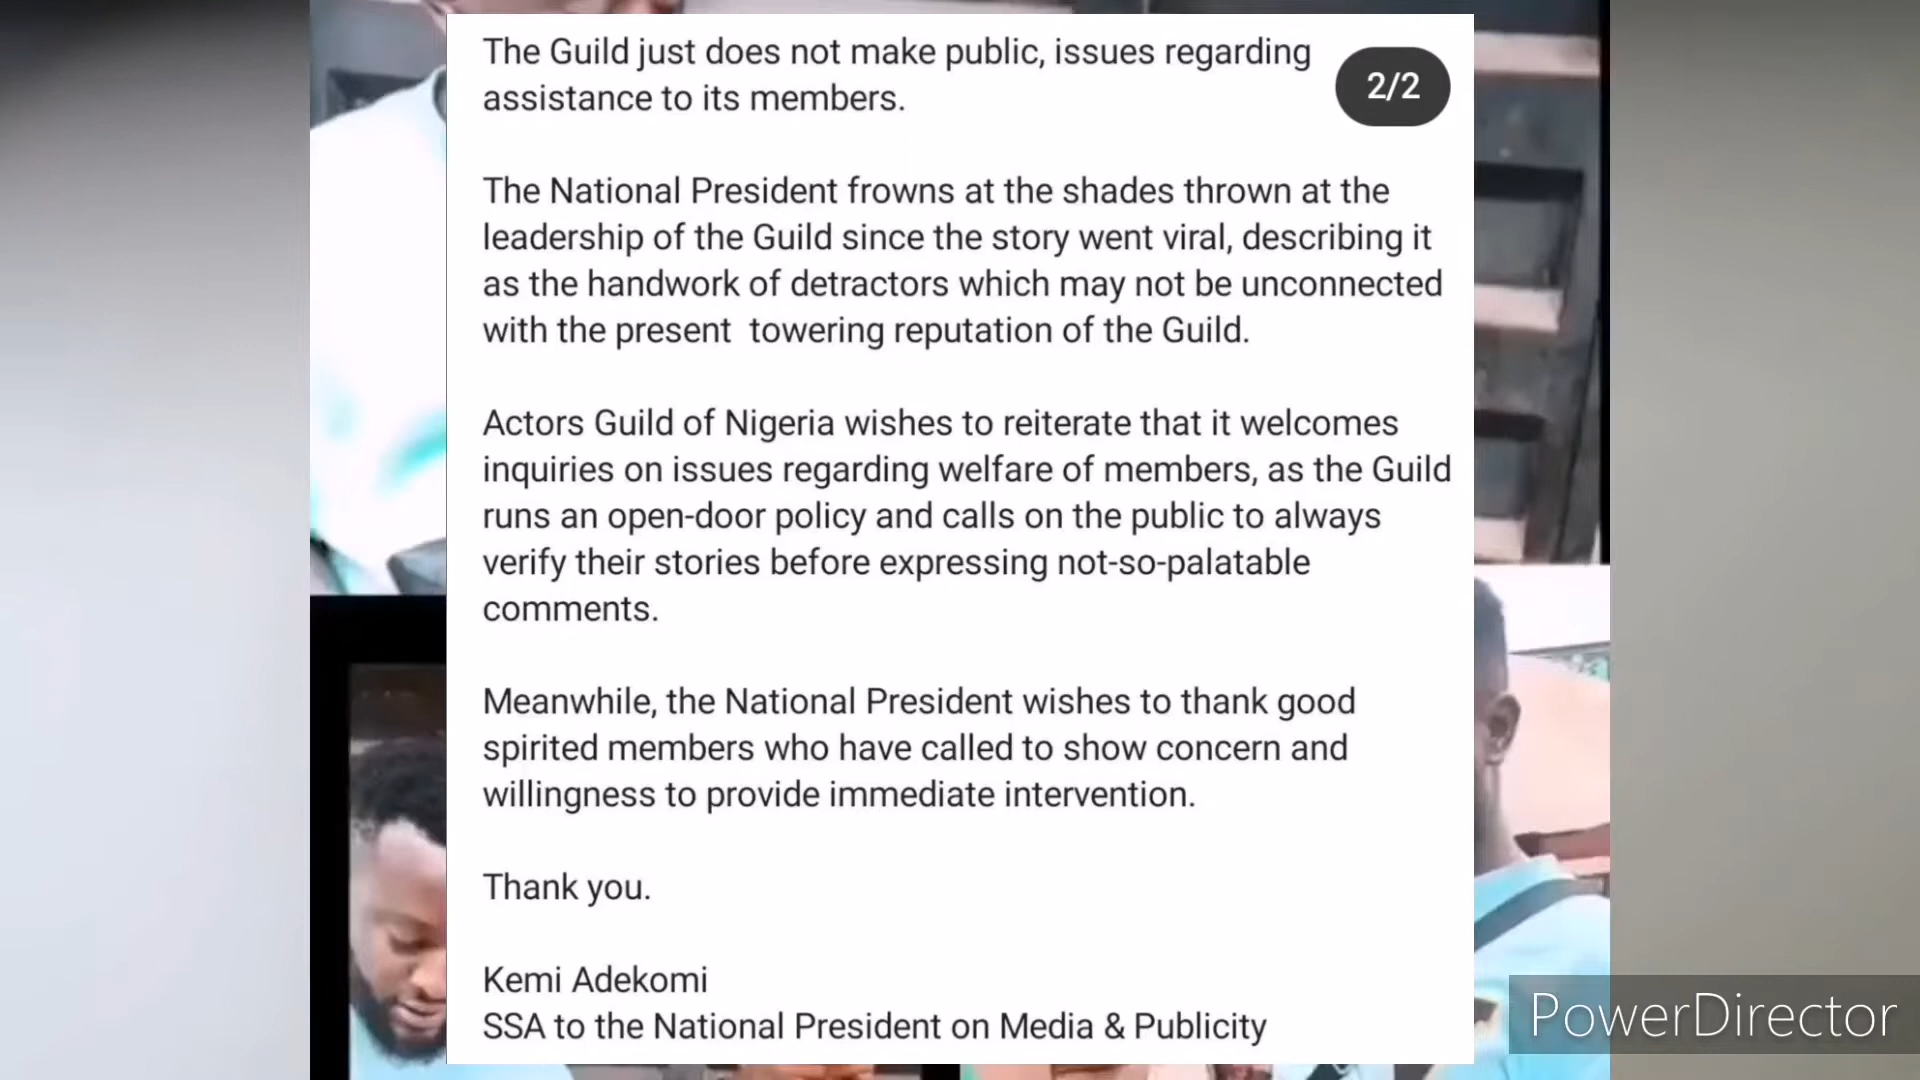 The Guild just does not make public, issues regarding
assistance to its members.
2/2
The National President frowns at the shades thrown at the
leadership of the Guild since the story went viral, describing it
as the handwork of detractors which may not be unconnected
with the present  towering reputation of the Guild.
Actors Guild of Nigeria wishes to reiterate that it welcomes
inquiries on issues regarding welfare of members, as the Guild
runs an open-door policy and calls on the public to always
verify their stories before expressing not-so-palatable
comments.
Meanwhile, the National President wishes to thank good
spirited members who have called to show concern and
willingness to provide immediate intervention.
Thank you.
Kemi Adekomi
SSA to the National President on Media & Publicity
PowerDirector